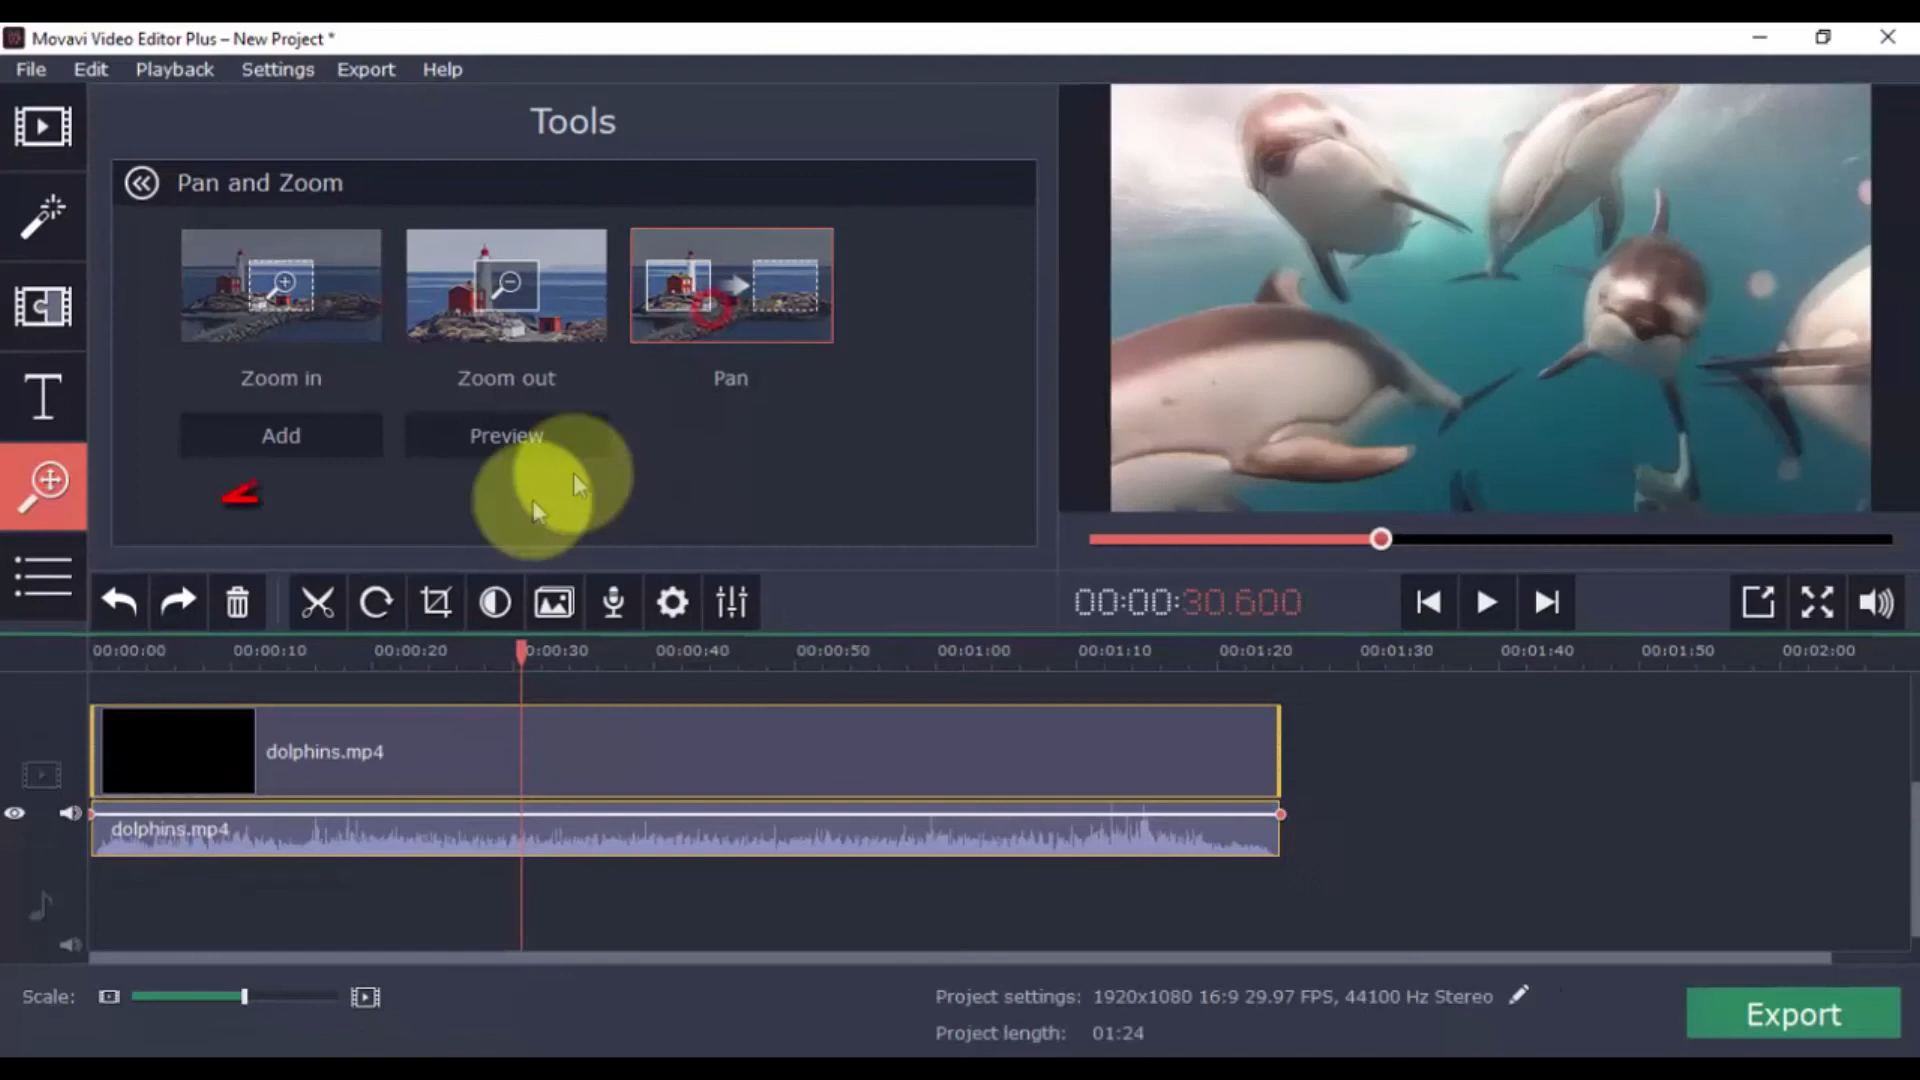 Movavi Video Editor Plus – New Project *
File Edit Playback Settings Export Help
Tools
Pan and Zoom
Zoom in Zoom out Pan
Add Preview
00:00:30.600
00:00:00 00:00:10 00:00:20 0:00:30 00:00:40 00:00:50 00:01:00 00:01:10 00:01:20 00:01:30 00:01:40 00:01:50 00:02:00
dolphins.mp4
dolphins.mp4
Scale:
Project settings: 1920x1080 16:9 29.97 FPS, 44100 Hz Stereo
Project length: 01:24
Export